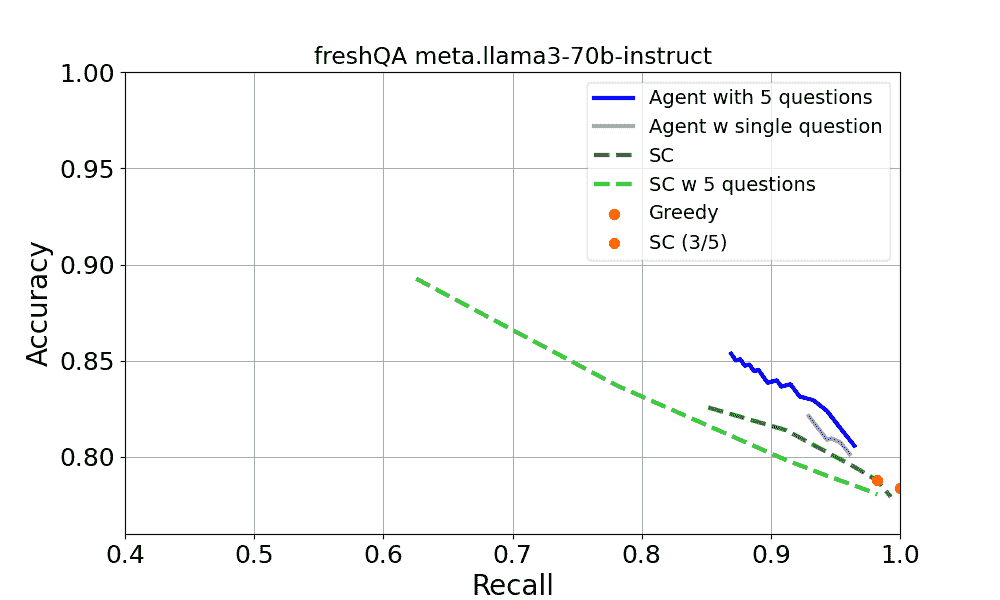 freshQA meta.llama3-70b-instruct
1.00
0.95
0.90
0.85
0.80
Accuracy
Agent with 5 questions
Agent w single question
SC
SC w 5 questions
Greedy
SC (3/5)
0.4 0.5 0.6 0.7 0.8 0.9 1.0
Recall